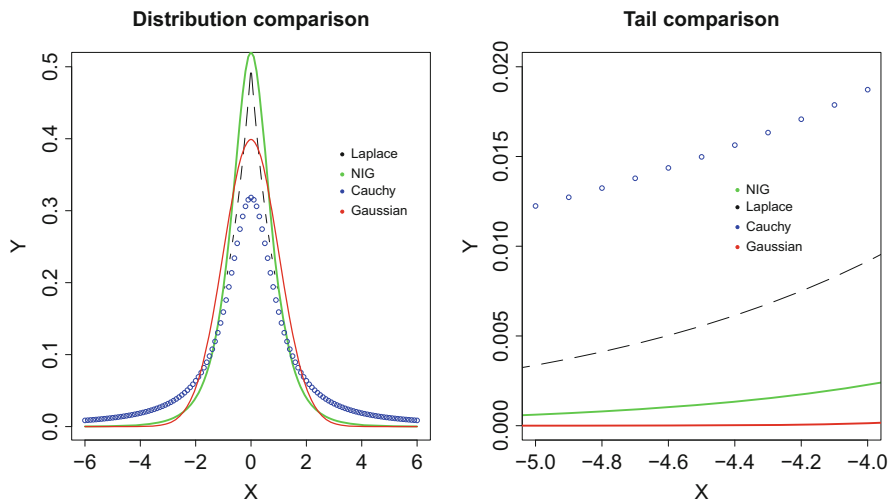 Distribution comparison
Y
0.5
0.4
0.3
0.2
0.1
0.0
Laplace
NIG
Cauchy
Gaussian
−6 −4 −2 0 2 4 6
X
Tail comparison
Y
0.020
0.015
0.010
0.005
0.000
NIG
Laplace
Cauchy
Gaussian
−5.0 −4.8 −4.6 −4.4 −4.2 −4.0
X